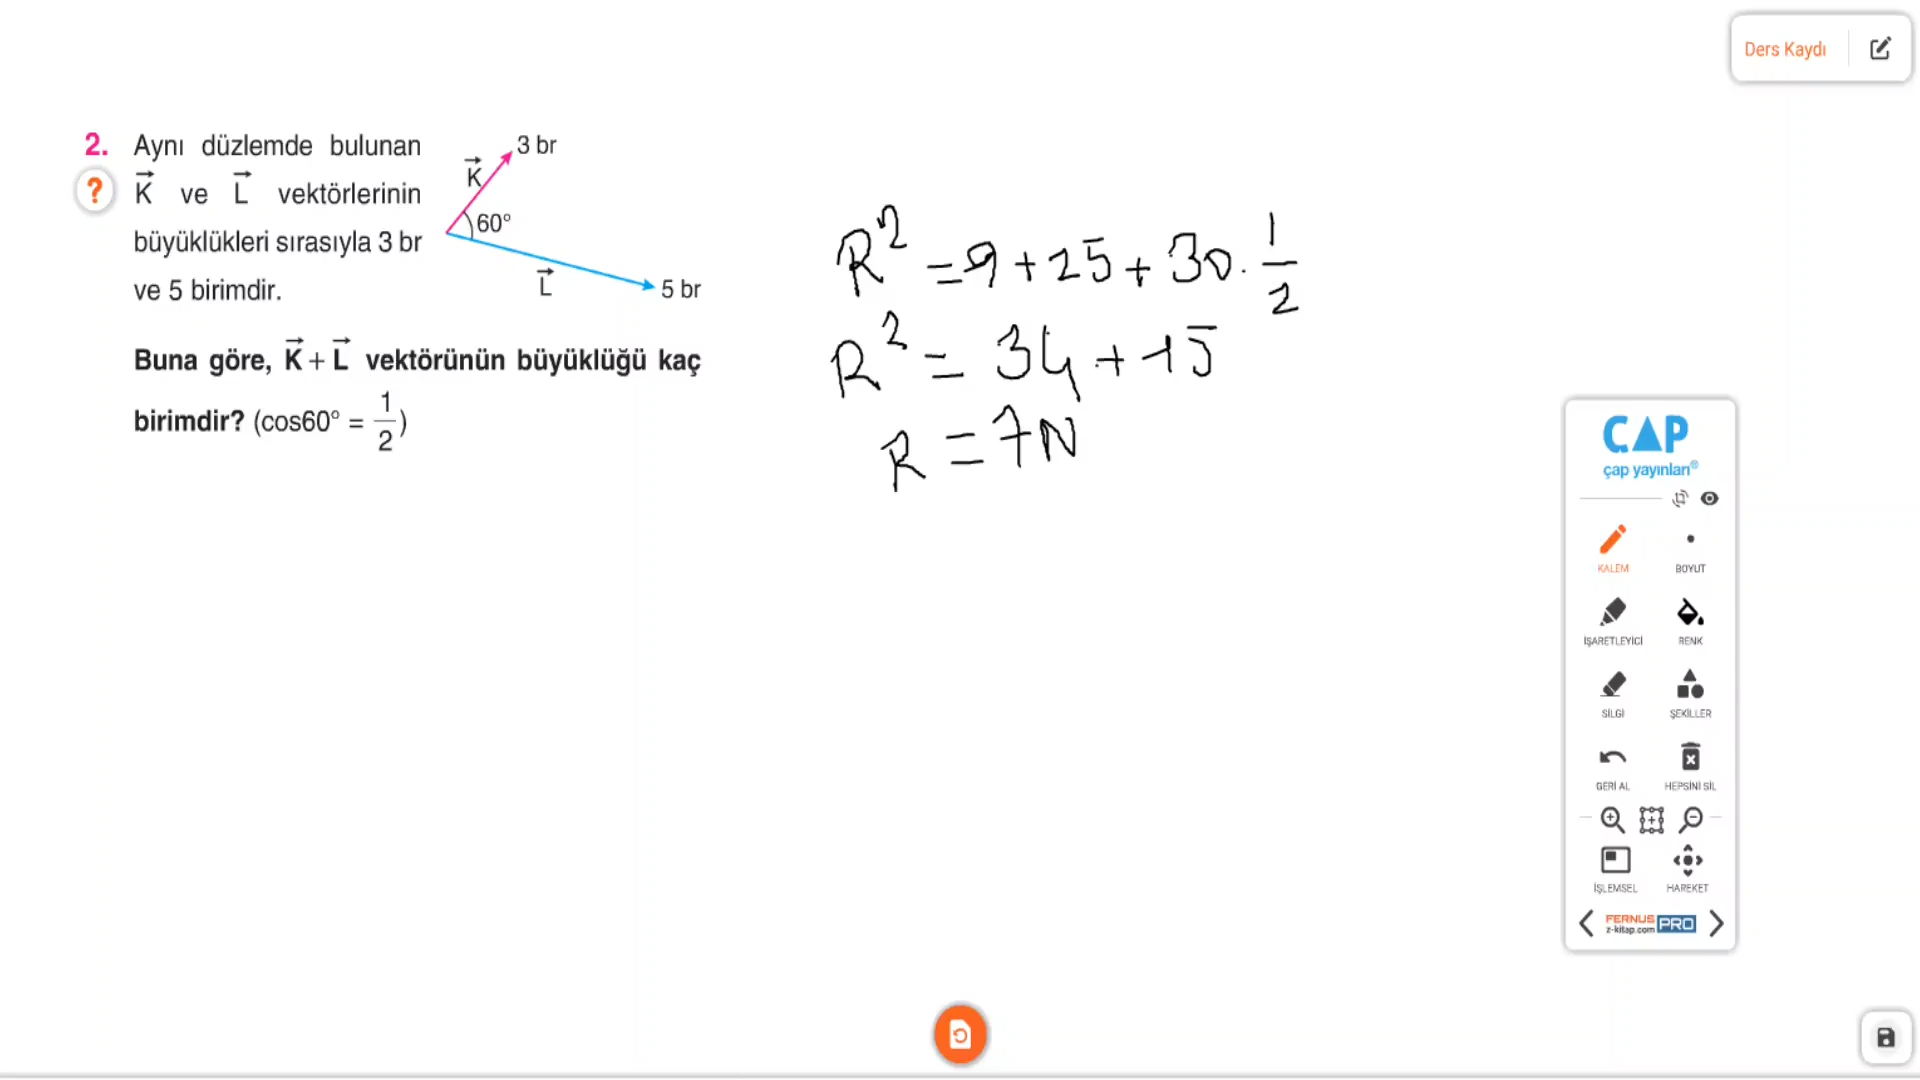 Ders Kaydı
2. Aynı düzlemde bulunan
? K⃗ ve L⃗ vektörlerinin
büyüklükleri sırasıyla 3 br
ve 5 birimdir.
3 br
K⃗
60°
L⃗
5 br
Buna göre, K⃗ + L⃗ vektörünün büyüklüğü kaç
birimdir? (cos60° = 1/2)
R² = 9 + 25 + 30 . 1/2
R² = 34 + 15
R = 7N
ÇAP
çap yayınları®
KALEM BOYUT
İŞARETLEYİCİ RENK
SİLGİ ŞEKİLLER
GERİ AL HEPSİNİ SİL
İŞLEMSEL HAREKET
FERNUS PRO
z-kitap.com